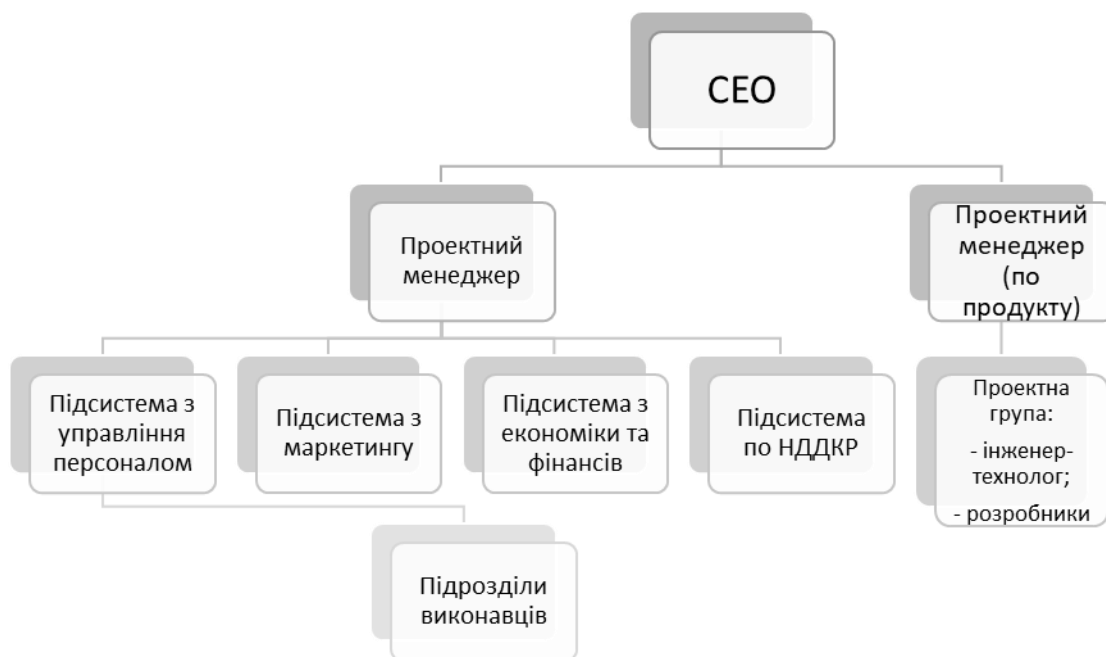 CEO
Проектний
менеджер
Проектний
менеджер
(по
продукту)
Підсистема з
управління
персоналом
Підсистема з
маркетингу
Підсистема з
економіки та
фінансів
Підсистема
по НДДКР
Проектна
група:
- інженер-
технолог;
- розробники
Підрозділи
виконавців